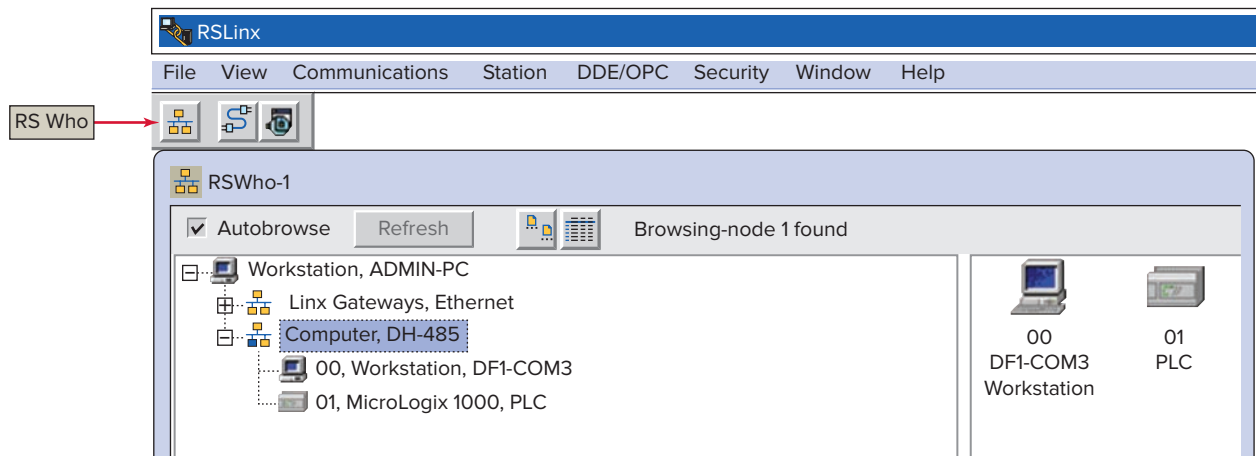 RSLinx
File View Communications Station DDE/OPC Security Window Help
RS Who
RSWho-1
Autobrowse Refresh Browsing-node 1 found
Workstation, ADMIN-PC
Linx Gateways, Ethernet
Computer, DH-485
00, Workstation, DF1-COM3
01, MicroLogix 1000, PLC
00
DF1-COM3
Workstation
01
PLC